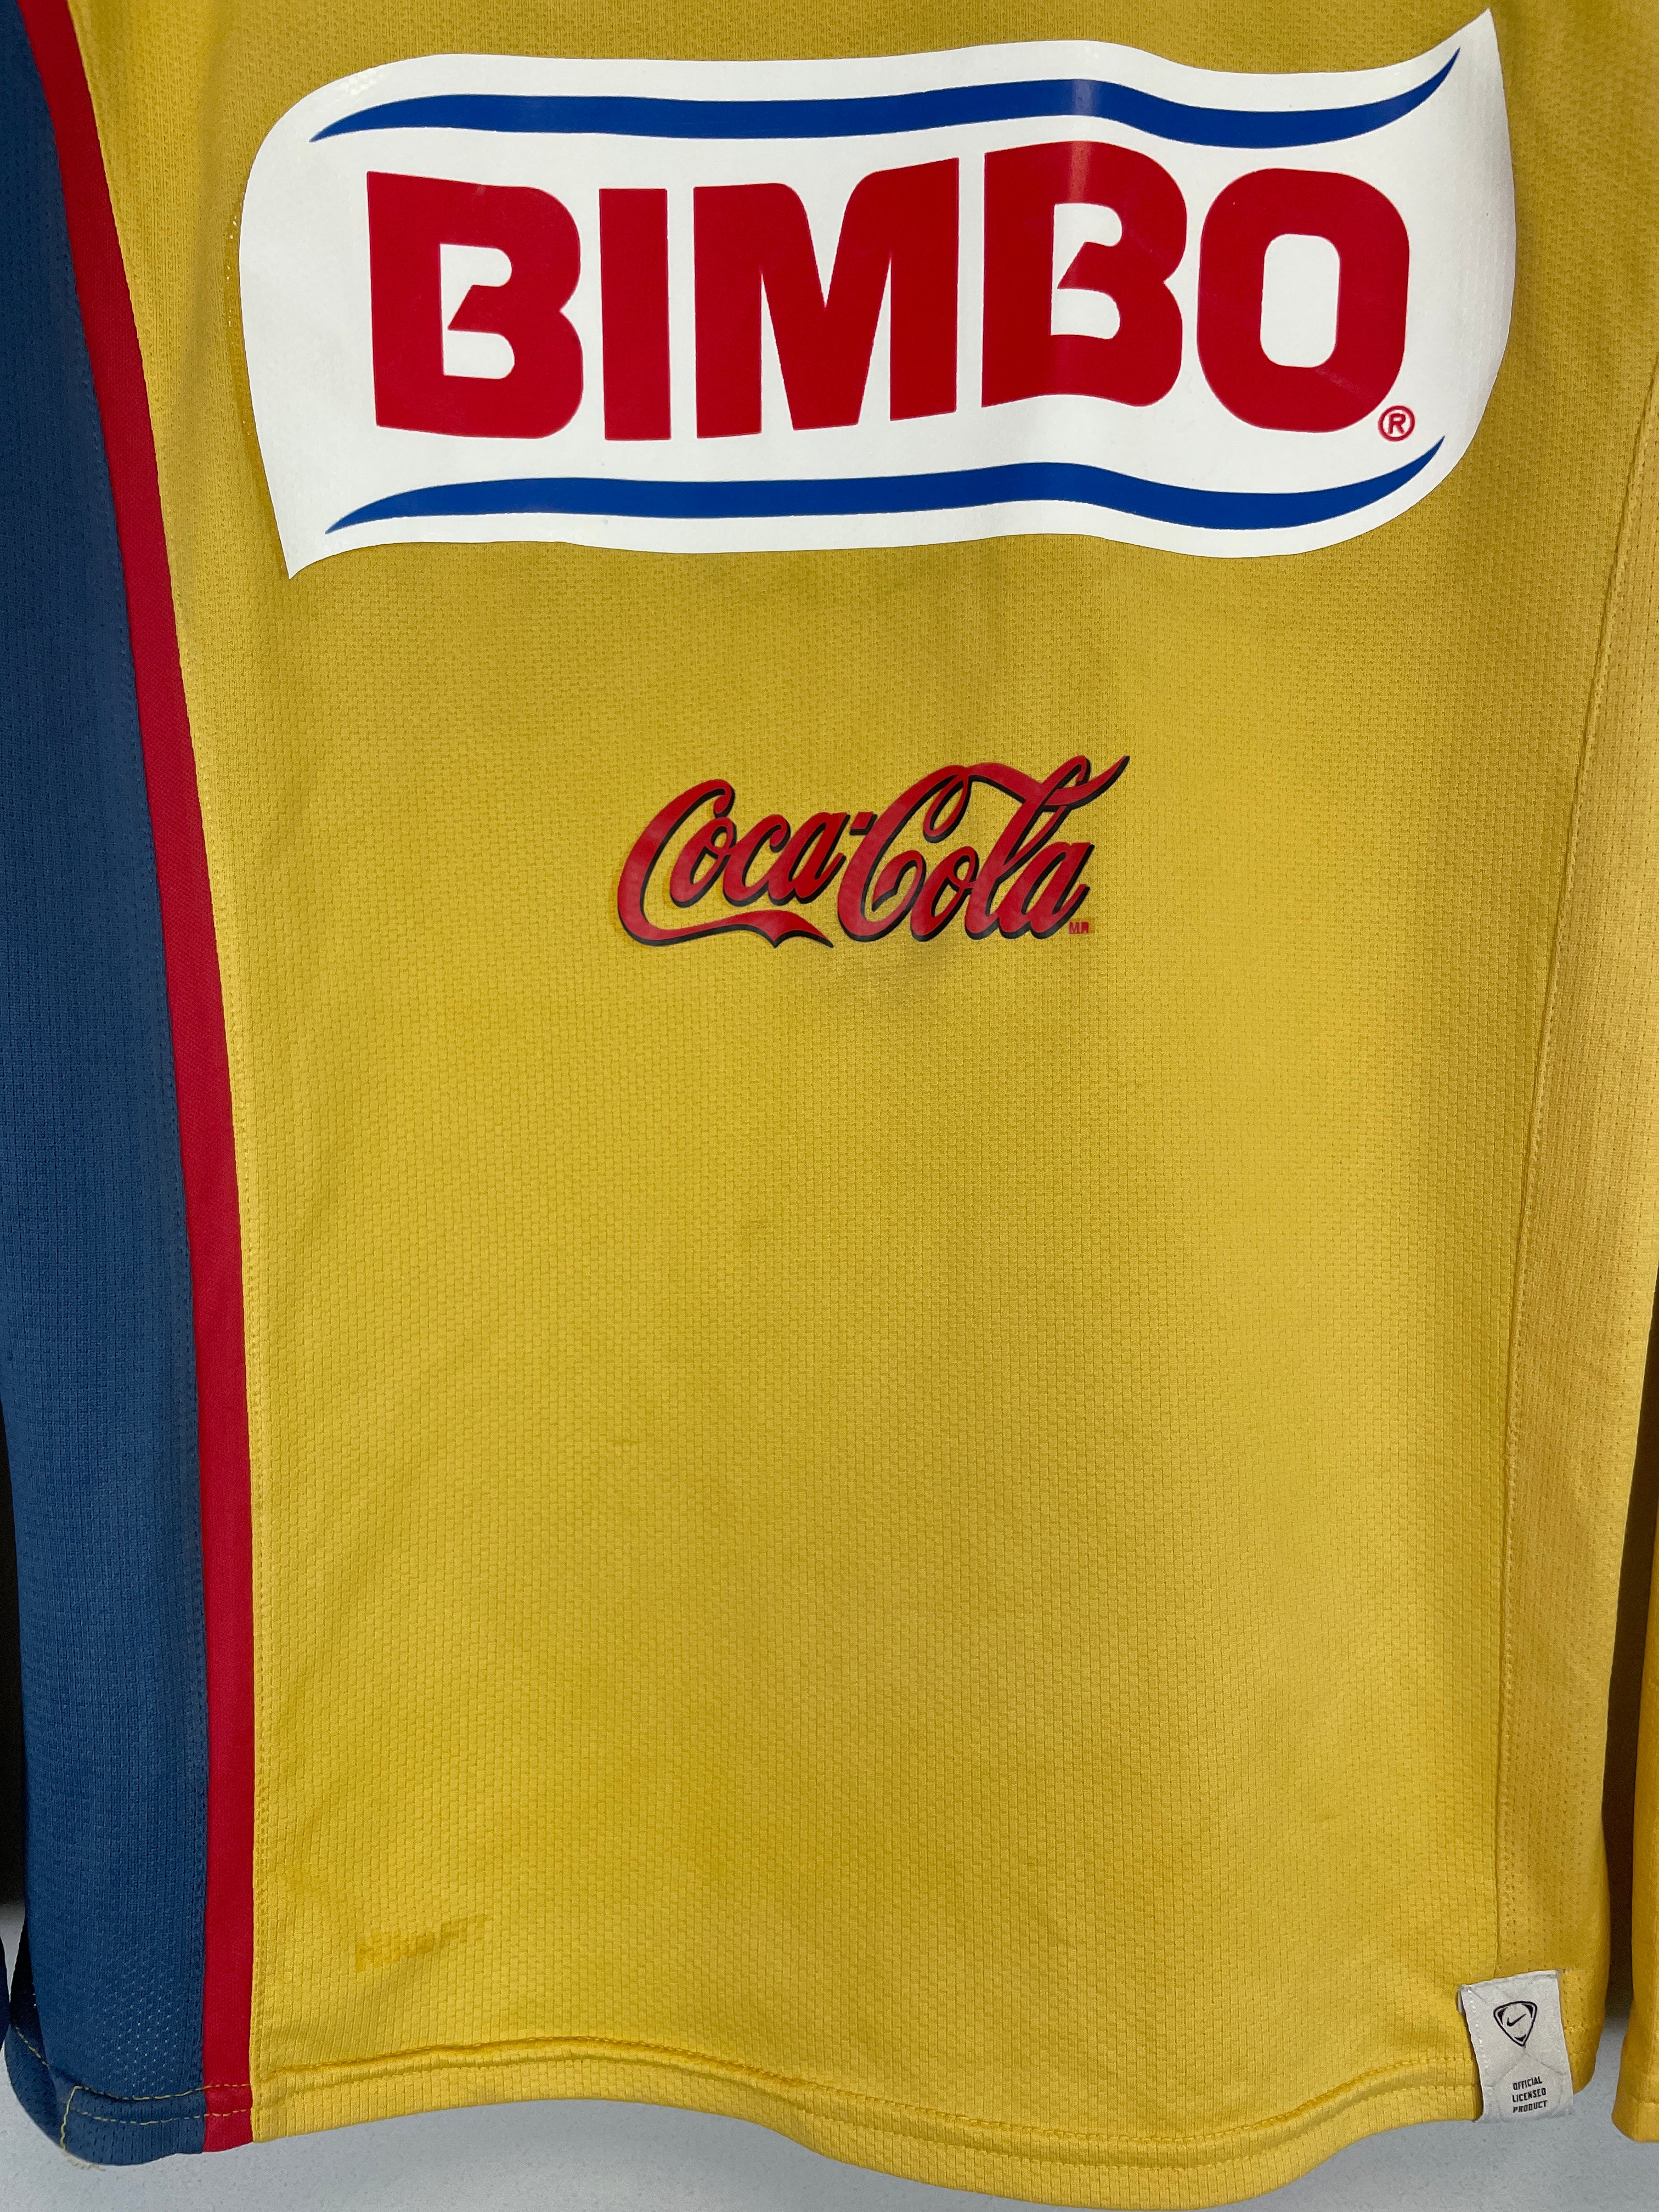 BIMBO®
Coca-Cola
MR
OFFICIAL
LICENSED
PRODUCT